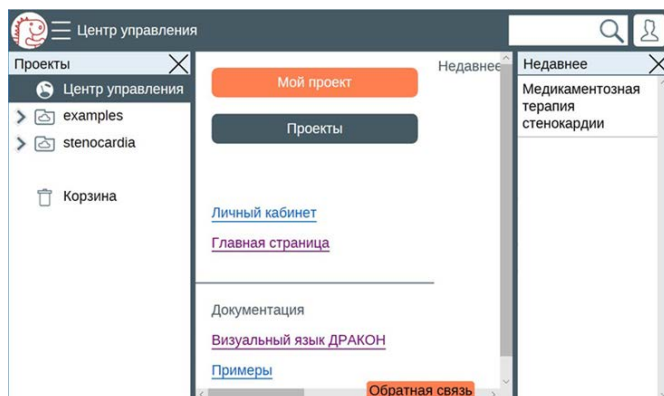 Центр управления
Проекты
Центр управления
examples
stenocardia
Корзина
Мой проект
Проекты
Личный кабинет
Главная страница
Документация
Визуальный язык ДРАКОН
Примеры
Обратная связь
Недавнее
Недавнее
Медикаментозная
терапия
стенокардии